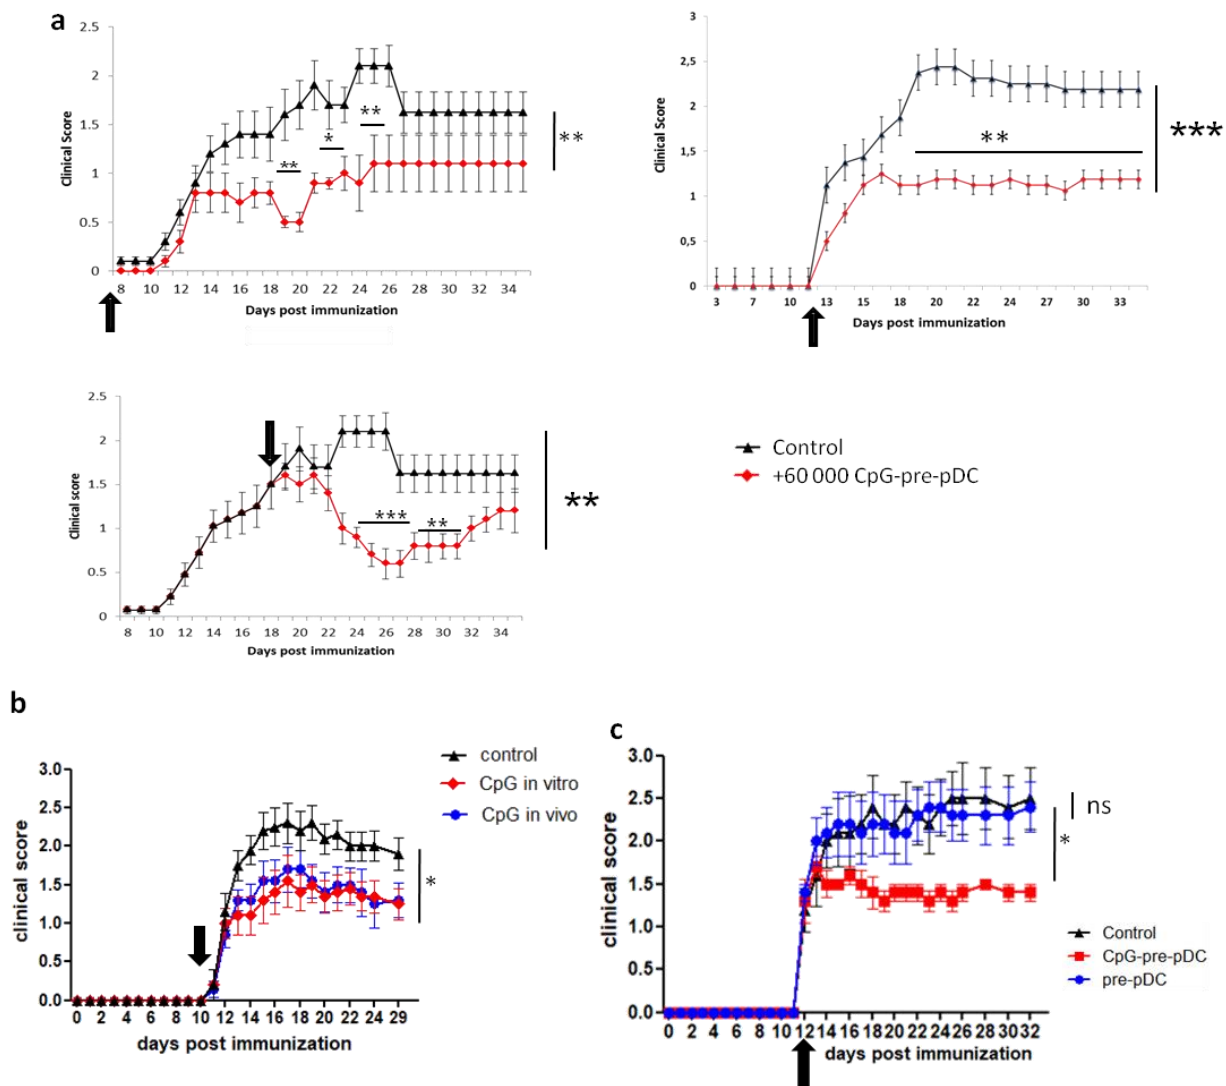 a
2.5
2
1.5
1
0.5
0
Clinical Score
**
*
**
**
8 10 12 14 16 18 20 22 24 26 28 30 32 34
Days post immunization
3
2,5
2
1,5
1
0,5
0
Clinical Score
**
***
3 7 10 13 15 18 20 22 24 27 30 33
Days post immunization
2.5
2
1.5
1
0.5
0
Clinical score
***
**
**
8 10 12 14 16 18 20 22 24 26 28 30 32 34
Days post immunization
Control
+60 000 CpG-pre-pDC
b
3.0
2.5
2.0
1.5
1.0
0.5
0.0
clinical score
control
CpG in vitro
CpG in vivo
*
0 2 4 6 8 10 12 14 16 18 20 22 24 29
days post immunization
c
3.0
2.5
2.0
1.5
1.0
0.5
0.0
clinical score
ns
*
Control
CpG-pre-pDC
pre-pDC
0 2 4 6 8 10 12 14 16 18 20 22 24 26 28 30 32
days post immunization